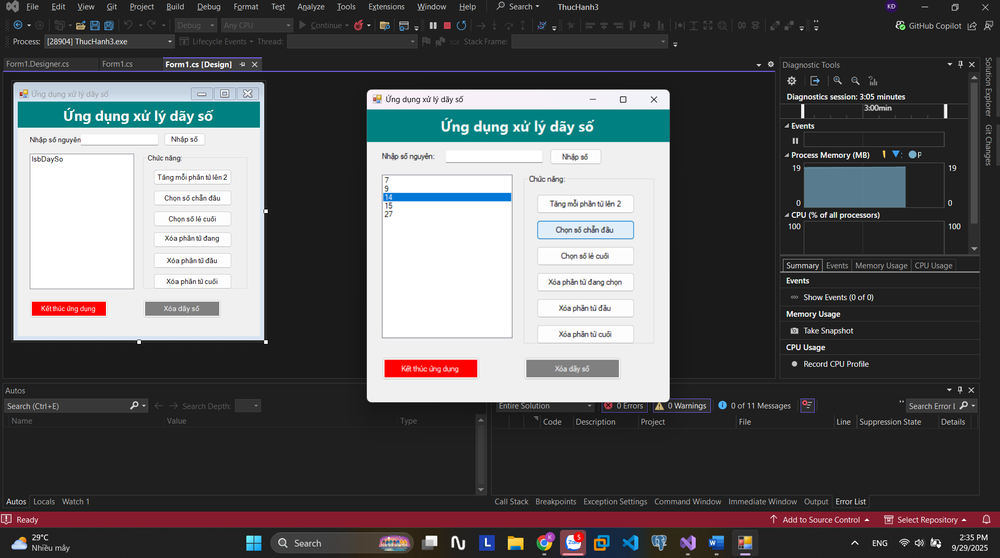 File Edit View Git Project Build Debug Format Test Analyze Tools Extensions Window Help Search ThucHanh3 KĐ
Debug Any CPU Continue GitHub Copilot
Process: [28904] ThucHanh3.exe Lifecycle Events Thread: Stack Frame:
Form1.Designer.cs Form1.cs Form1.cs [Design]
Ứng dụng xử lý dãy số
Ứng dụng xử lý dãy số
Nhập số nguyên Nhập số
lsbDaySo
Chức năng:
Tăng mỗi phần tử lên 2
Chọn số chẵn đầu
Chọn số lẻ cuối
Xóa phần tử đang
Xóa phần tử đầu
Xóa phần tử cuối
Kết thúc ứng dụng Xóa dãy số
Ứng dụng xử lý dãy số
Ứng dụng xử lý dãy số
Nhập số nguyên: Nhập số
7
9
14
15
27
Chức năng:
Tăng mỗi phần tử lên 2
Chọn số chẵn đầu
Chọn số lẻ cuối
Xóa phần tử đang chọn
Xóa phần tử đầu
Xóa phần tử cuối
Kết thúc ứng dụng Xóa dãy số
Diagnostic Tools
Diagnostics session: 3:05 minutes
3:00min
Events
Process Memory (MB) P
19 19
0 0
CPU (% of all processors)
100 100
Summary Events Memory Usage CPU Usage
Events
Show Events (0 of 0)
Memory Usage
Take Snapshot
CPU Usage
Record CPU Profile
Solution Explorer
Git Changes
Autos
Search (Ctrl+E) Search Depth:
Name Value Type
Autos Locals Watch 1
Entire Solution 0 Errors 0 Warnings 0 of 11 Messages Search Error L
Code Description Project File Line Suppression State Details
Call Stack Breakpoints Exception Settings Command Window Immediate Window Output Error List
Ready Add to Source Control Select Repository
29°C
Nhiều mây
Search
L
K
Zalo
5
W
ENG
2:35 PM
9/29/2025